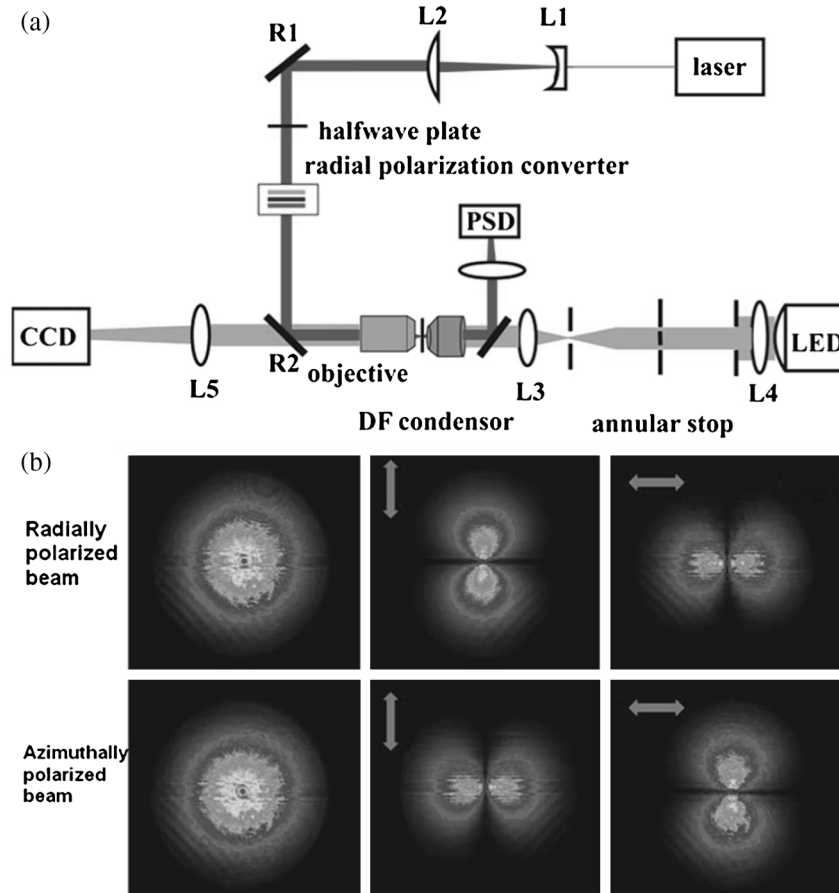 (a)
R1
L2
L1
laser
halfwave plate
radial polarization converter
PSD
CCD
L5
R2
objective
L3
L4
LED
DF condensor
annular stop
(b)
Radially
polarized
beam
Azimuthally
polarized
beam